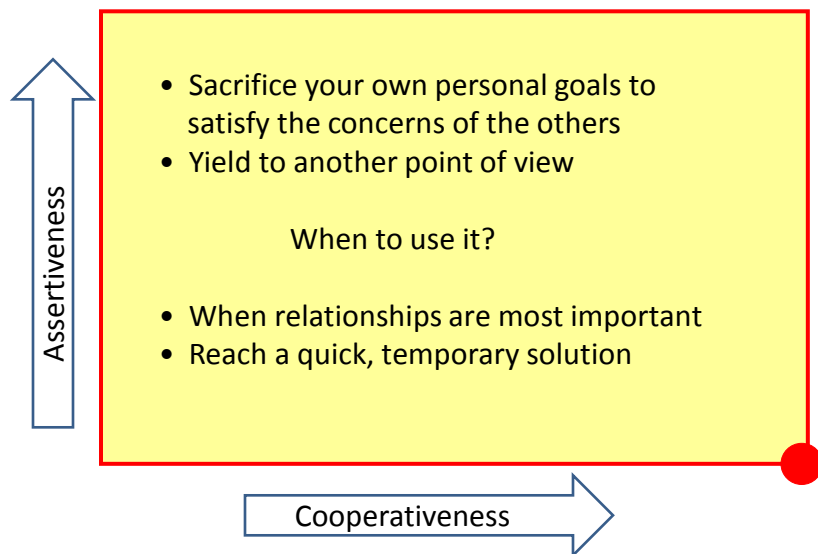 • Sacrifice your own personal goals to
satisfy the concerns of the others
• Yield to another point of view
When to use it?
• When relationships are most important
• Reach a quick, temporary solution
Assertiveness
Cooperativeness